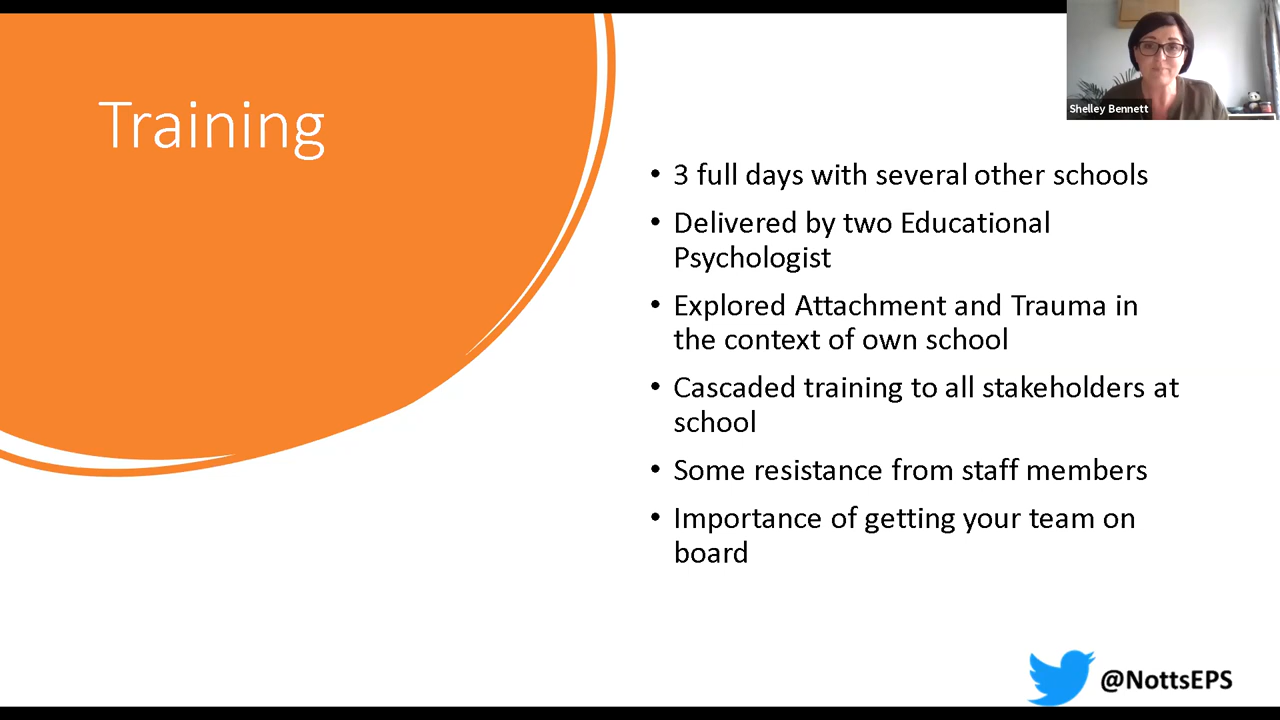 Training
Shelley Bennett
• 3 full days with several other schools
• Delivered by two Educational
Psychologist
• Explored Attachment and Trauma in
the context of own school
• Cascaded training to all stakeholders at
school
• Some resistance from staff members
• Importance of getting your team on
board
@NottsEPS